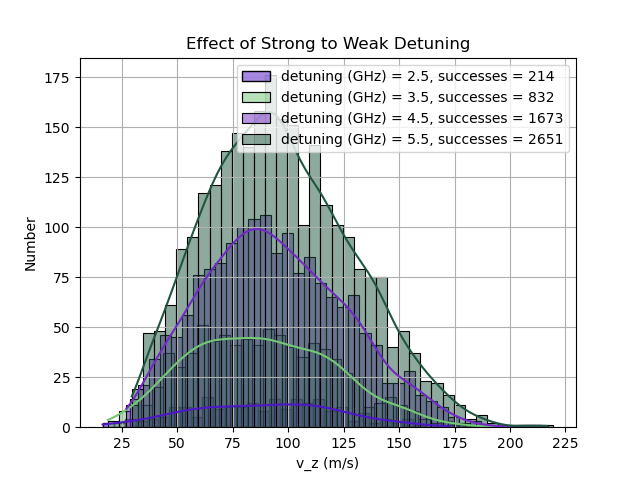 Effect of Strong to Weak Detuning
detuning (GHz) = 2.5, successes = 214
detuning (GHz) = 3.5, successes = 832
detuning (GHz) = 4.5, successes = 1673
detuning (GHz) = 5.5, successes = 2651
Number
175
150
125
100
75
50
25
0
25 50 75 100 125 150 175 200 225
v_z (m/s)